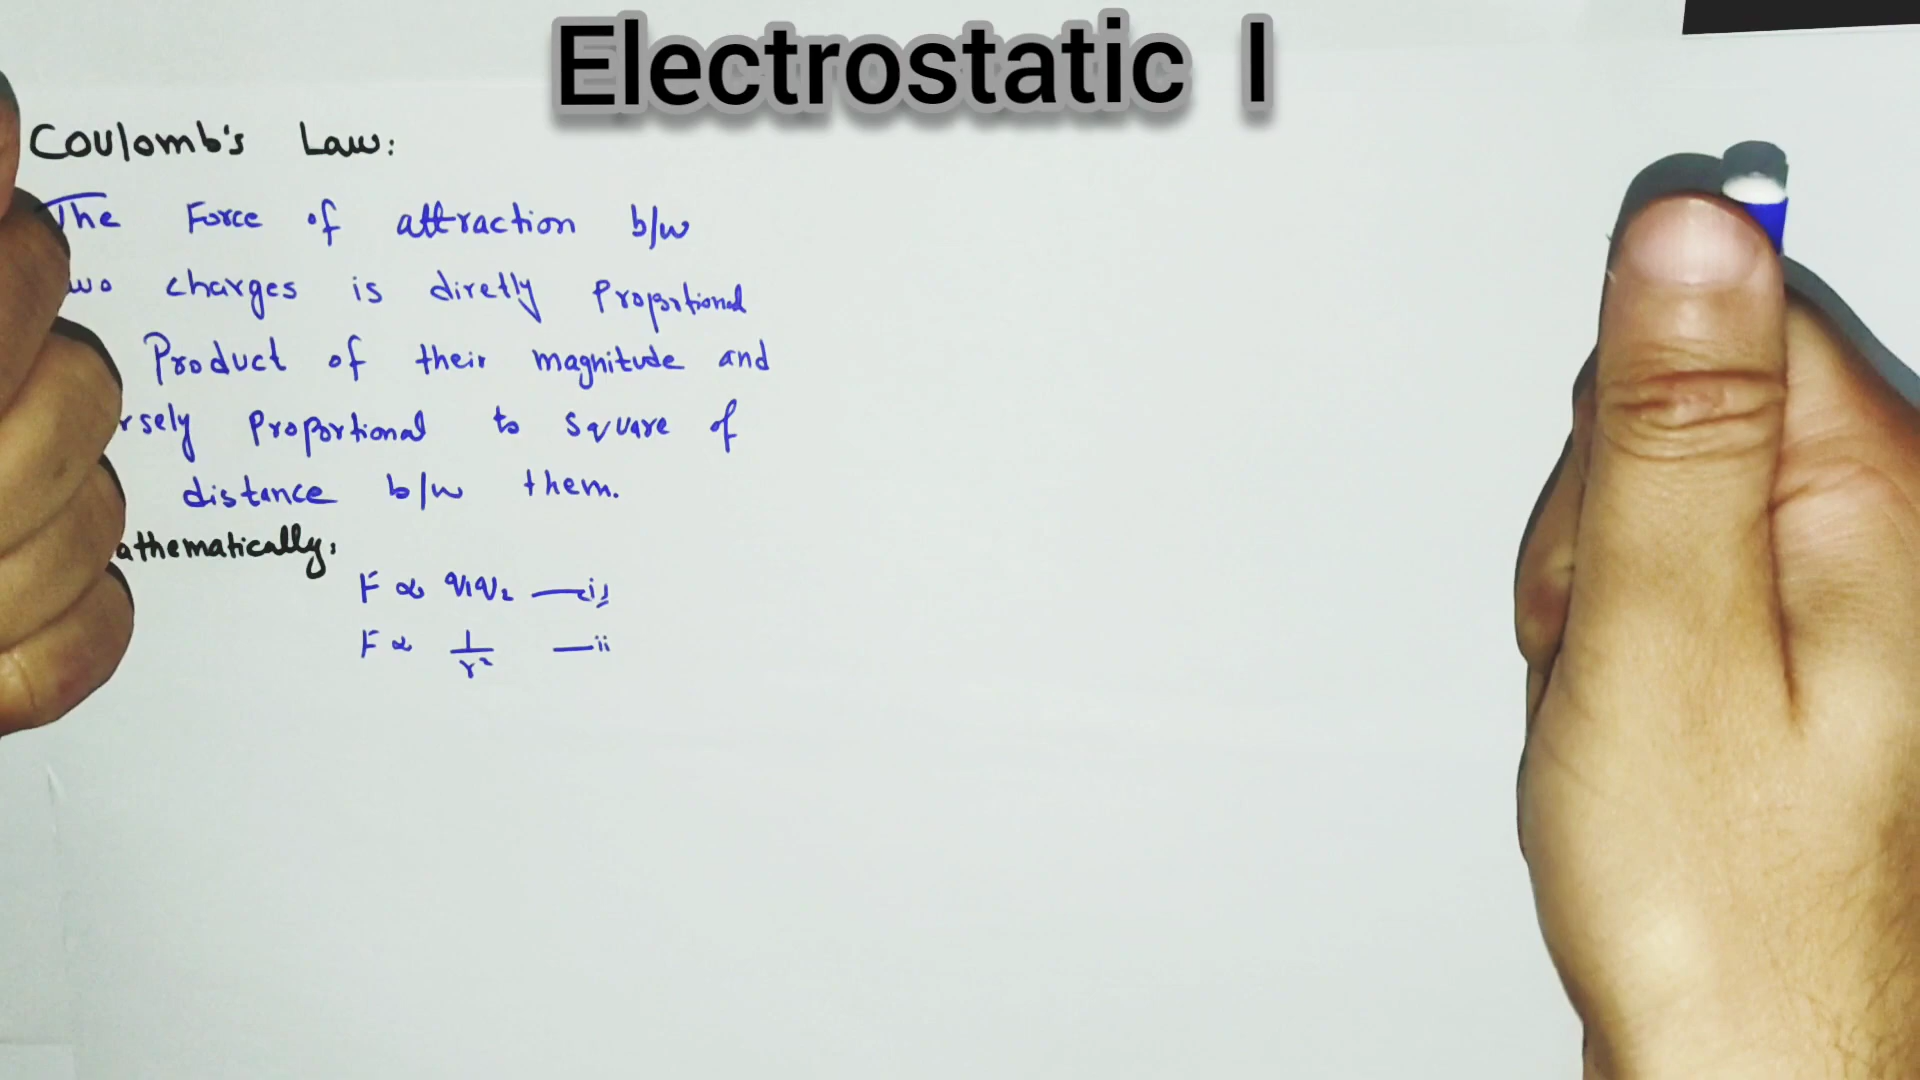 Electrostatic I
Coulomb's Law:
The Force of attraction b/w
wo charges is diretly Proportional
Product of their magnitude and
rsely Proportional to Square of
distance b/w them.
athematically,
F ∝ q₁q₂ —i)
F ∝ 1/r² —ii